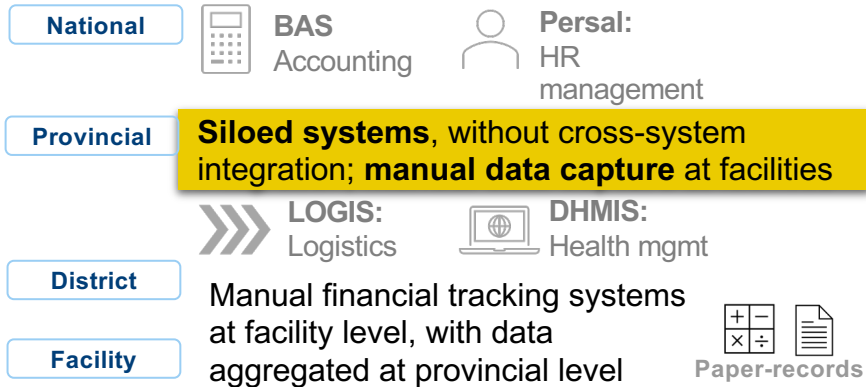 National
BAS
Accounting
Persal:
HR
management
Provincial
Siloed systems, without cross-system
integration; manual data capture at facilities
LOGIS:
Logistics
DHMIS:
Health mgmt
District
Manual financial tracking systems
at facility level, with data
aggregated at provincial level
Facility
Paper-records